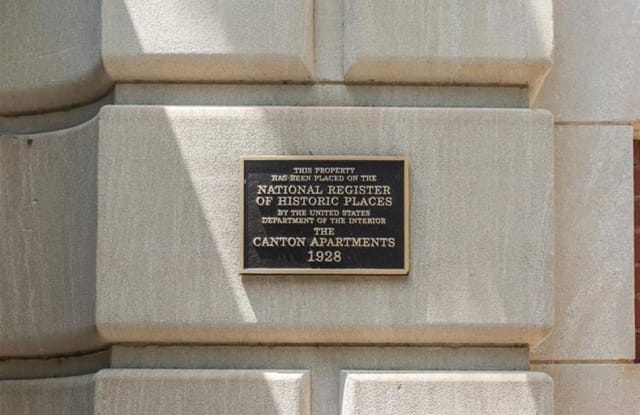 THIS PROPERTY
HAS BEEN PLACED ON THE
NATIONAL REGISTER
OF HISTORIC PLACES
BY THE UNITED STATES
DEPARTMENT OF THE INTERIOR
THE
CANTON APARTMENTS
1928